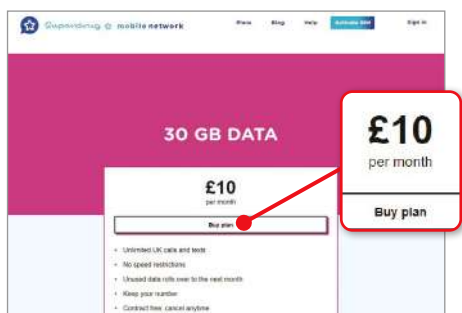 Superdrug mobile network
Plans Blog Help Activate SIM Sign in
30 GB DATA
£10
per month
Buy plan
• Unlimited UK calls and texts
• No speed restrictions
• Unused data rolls over to the next month
• Keep your number
• Contract free, cancel anytime
£10
per month
Buy plan